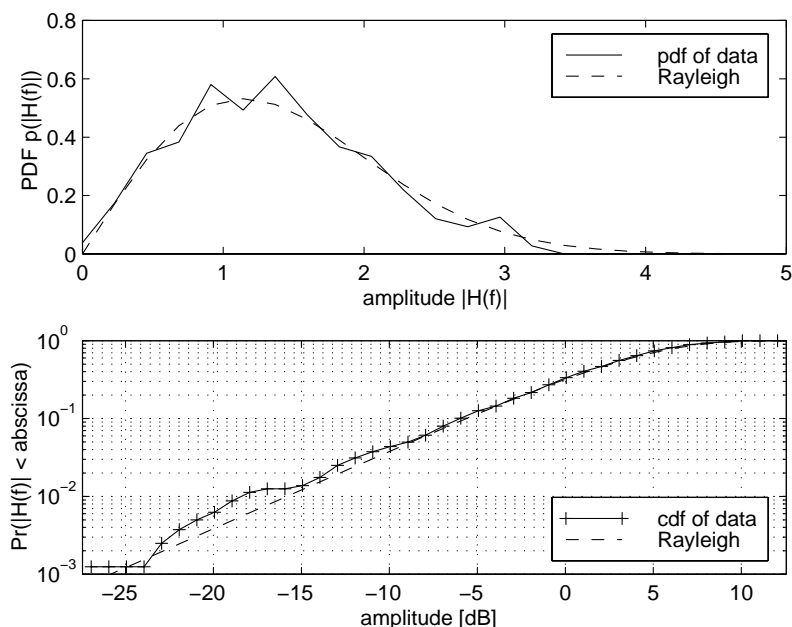 0.8
0.6
0.4
0.2
0
PDF p(|H(f)|)
pdf of data
Rayleigh
0 1 2 3 4 5
amplitude |H(f)|
10^0
10^-1
10^-2
10^-3
Pr(|H(f)| < abscissa)
cdf of data
Rayleigh
−25 −20 −15 −10 −5 0 5 10
amplitude [dB]